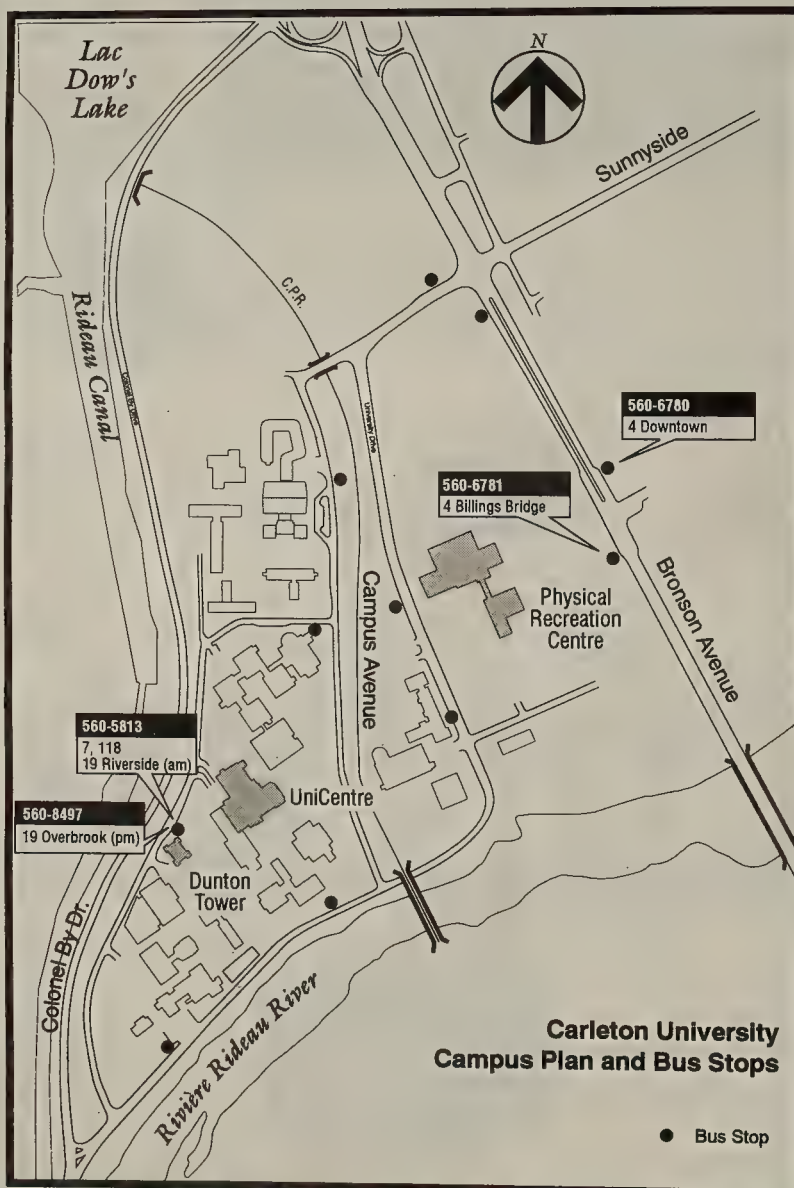 Lac
Dow's
Lake
N
Sunnyside
C.P.R.
Rideau Canal
Colonel By Drive
University Drive
560-6780
4 Downtown
560-6781
4 Billings Bridge
Campus Avenue
Physical
Recreation
Centre
Bronson Avenue
560-5813
7, 118
19 Riverside (am)
UniCentre
560-8497
19 Overbrook (pm)
Dunton
Tower
Colonel By Dr.
Rivière Rideau River
Carleton University
Campus Plan and Bus Stops
Bus Stop